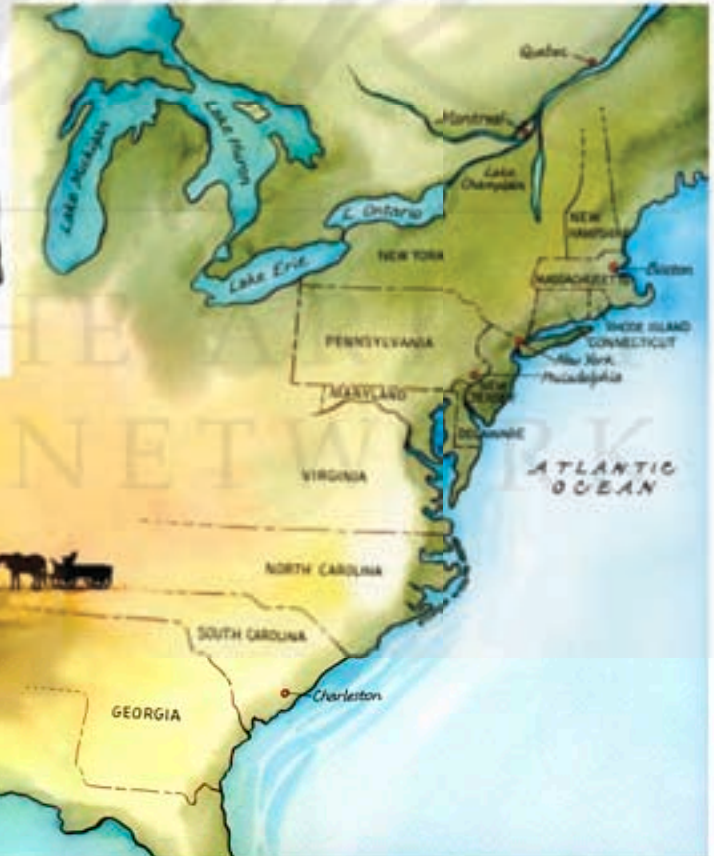 Quebec
Montreal
Lake Michigan
Lake Huron
Lake
Champlain
L. Ontario
NEW
HAMPSHIRE
NEW YORK
Lake Erie
MASSACHUSETTS
Boston
PENNSYLVANIA
RHODE ISLAND
CONNECTICUT
New York
Philadelphia
NEW
JERSEY
MARYLAND
DELAWARE
VIRGINIA
ATLANTIC
OCEAN
NETWORK
NORTH CAROLINA
SOUTH CAROLINA
Charleston
GEORGIA